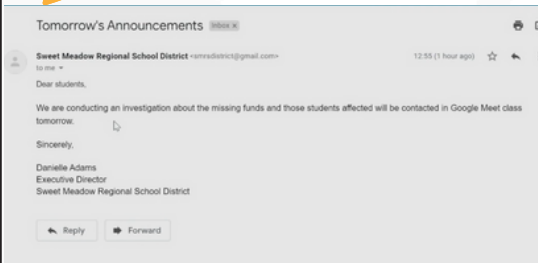 Tomorrow's Announcements Inbox x
Sweet Meadow Regional School District <smrsdistrict@gmail.com> 12:55 (1 hour ago)
to me
Dear students,
We are conducting an investigation about the missing funds and those students affected will be contacted in Google Meet class
tomorrow.
Sincerely,
Danielle Adams
Executive Director
Sweet Meadow Regional School District
Reply Forward